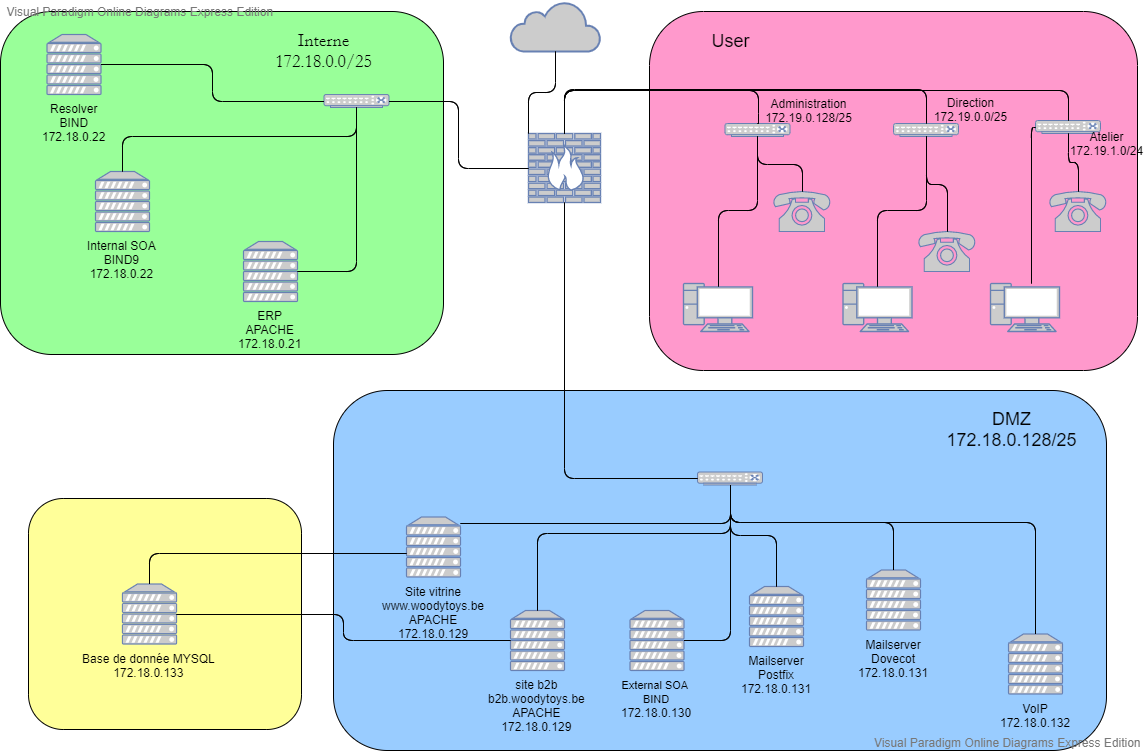 Visual Paradigm Online Diagrams Express Edition
Interne
172.18.0.0/25
Resolver
BIND
172.18.0.22
Internal SOA
BIND9
172.18.0.22
ERP
APACHE
172.18.0.21
User
Administration
172.19.0.128/25
Direction
172.19.0.0/25
Atelier
172.19.1.0/24
DMZ
172.18.0.128/25
Base de donnée MYSQL
172.18.0.133
Site vitrine
www.woodytoys.be
APACHE
172.18.0.129
site b2b
b2b.woodytoys.be
APACHE
172.18.0.129
External SOA
BIND
172.18.0.130
Mailserver
Postfix
172.18.0.131
Mailserver
Dovecot
172.18.0.131
VoIP
172.18.0.132
Visual Paradigm Online Diagrams Express Edition